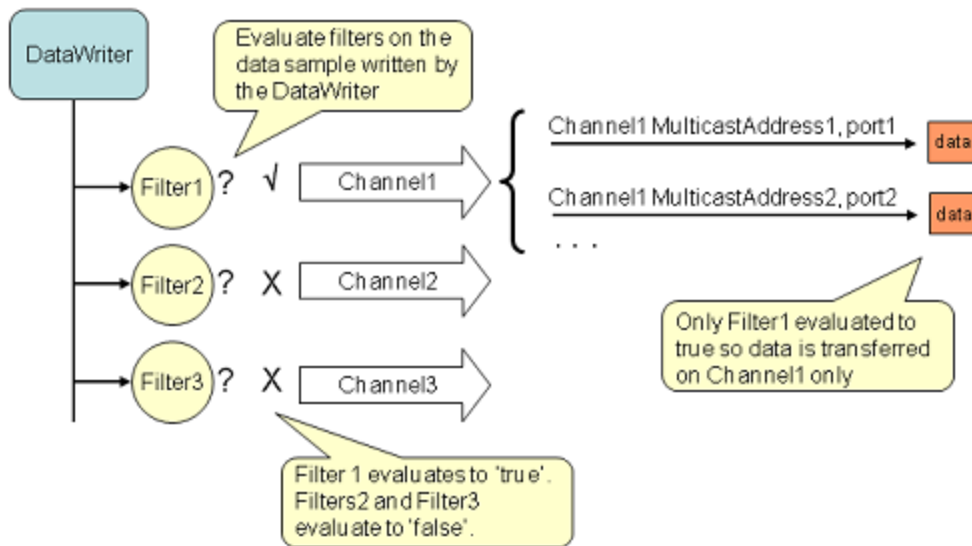 DataWriter
Evaluate filters on the
data sample written by
the DataWriter
Filter1 ? √ Channel1
Channel1 MulticastAddress1, port1
data
Channel1 MulticastAddress2, port2
data
. . .
Filter2 ? X Channel2
Only Filter1 evaluated to
true so data is transferred
on Channel1 only
Filter3 ? X Channel3
Filter 1 evaluates to 'true'.
Filters2 and Filter3
evaluate to 'false'.